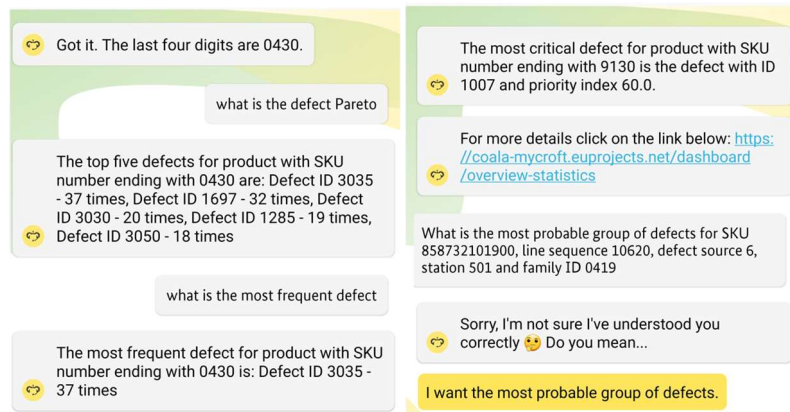 Got it. The last four digits are 0430.
what is the defect Pareto
The top five defects for product with SKU
number ending with 0430 are: Defect ID 3035
- 37 times, Defect ID 1697 - 32 times, Defect
ID 3030 - 20 times, Defect ID 1285 - 19 times,
Defect ID 3050 - 18 times
what is the most frequent defect
The most frequent defect for product with SKU
number ending with 0430 is: Defect ID 3035 -
37 times
The most critical defect for product with SKU
number ending with 9130 is the defect with ID
1007 and priority index 60.0.
For more details click on the link below: https:
//coala-mycroft.euprojects.net/dashboard
/overview-statistics
What is the most probable group of defects for SKU
858732101900, line sequence 10620, defect source 6,
station 501 and family ID 0419
Sorry, I'm not sure I've understood you
correctly 🤔 Do you mean...
I want the most probable group of defects.